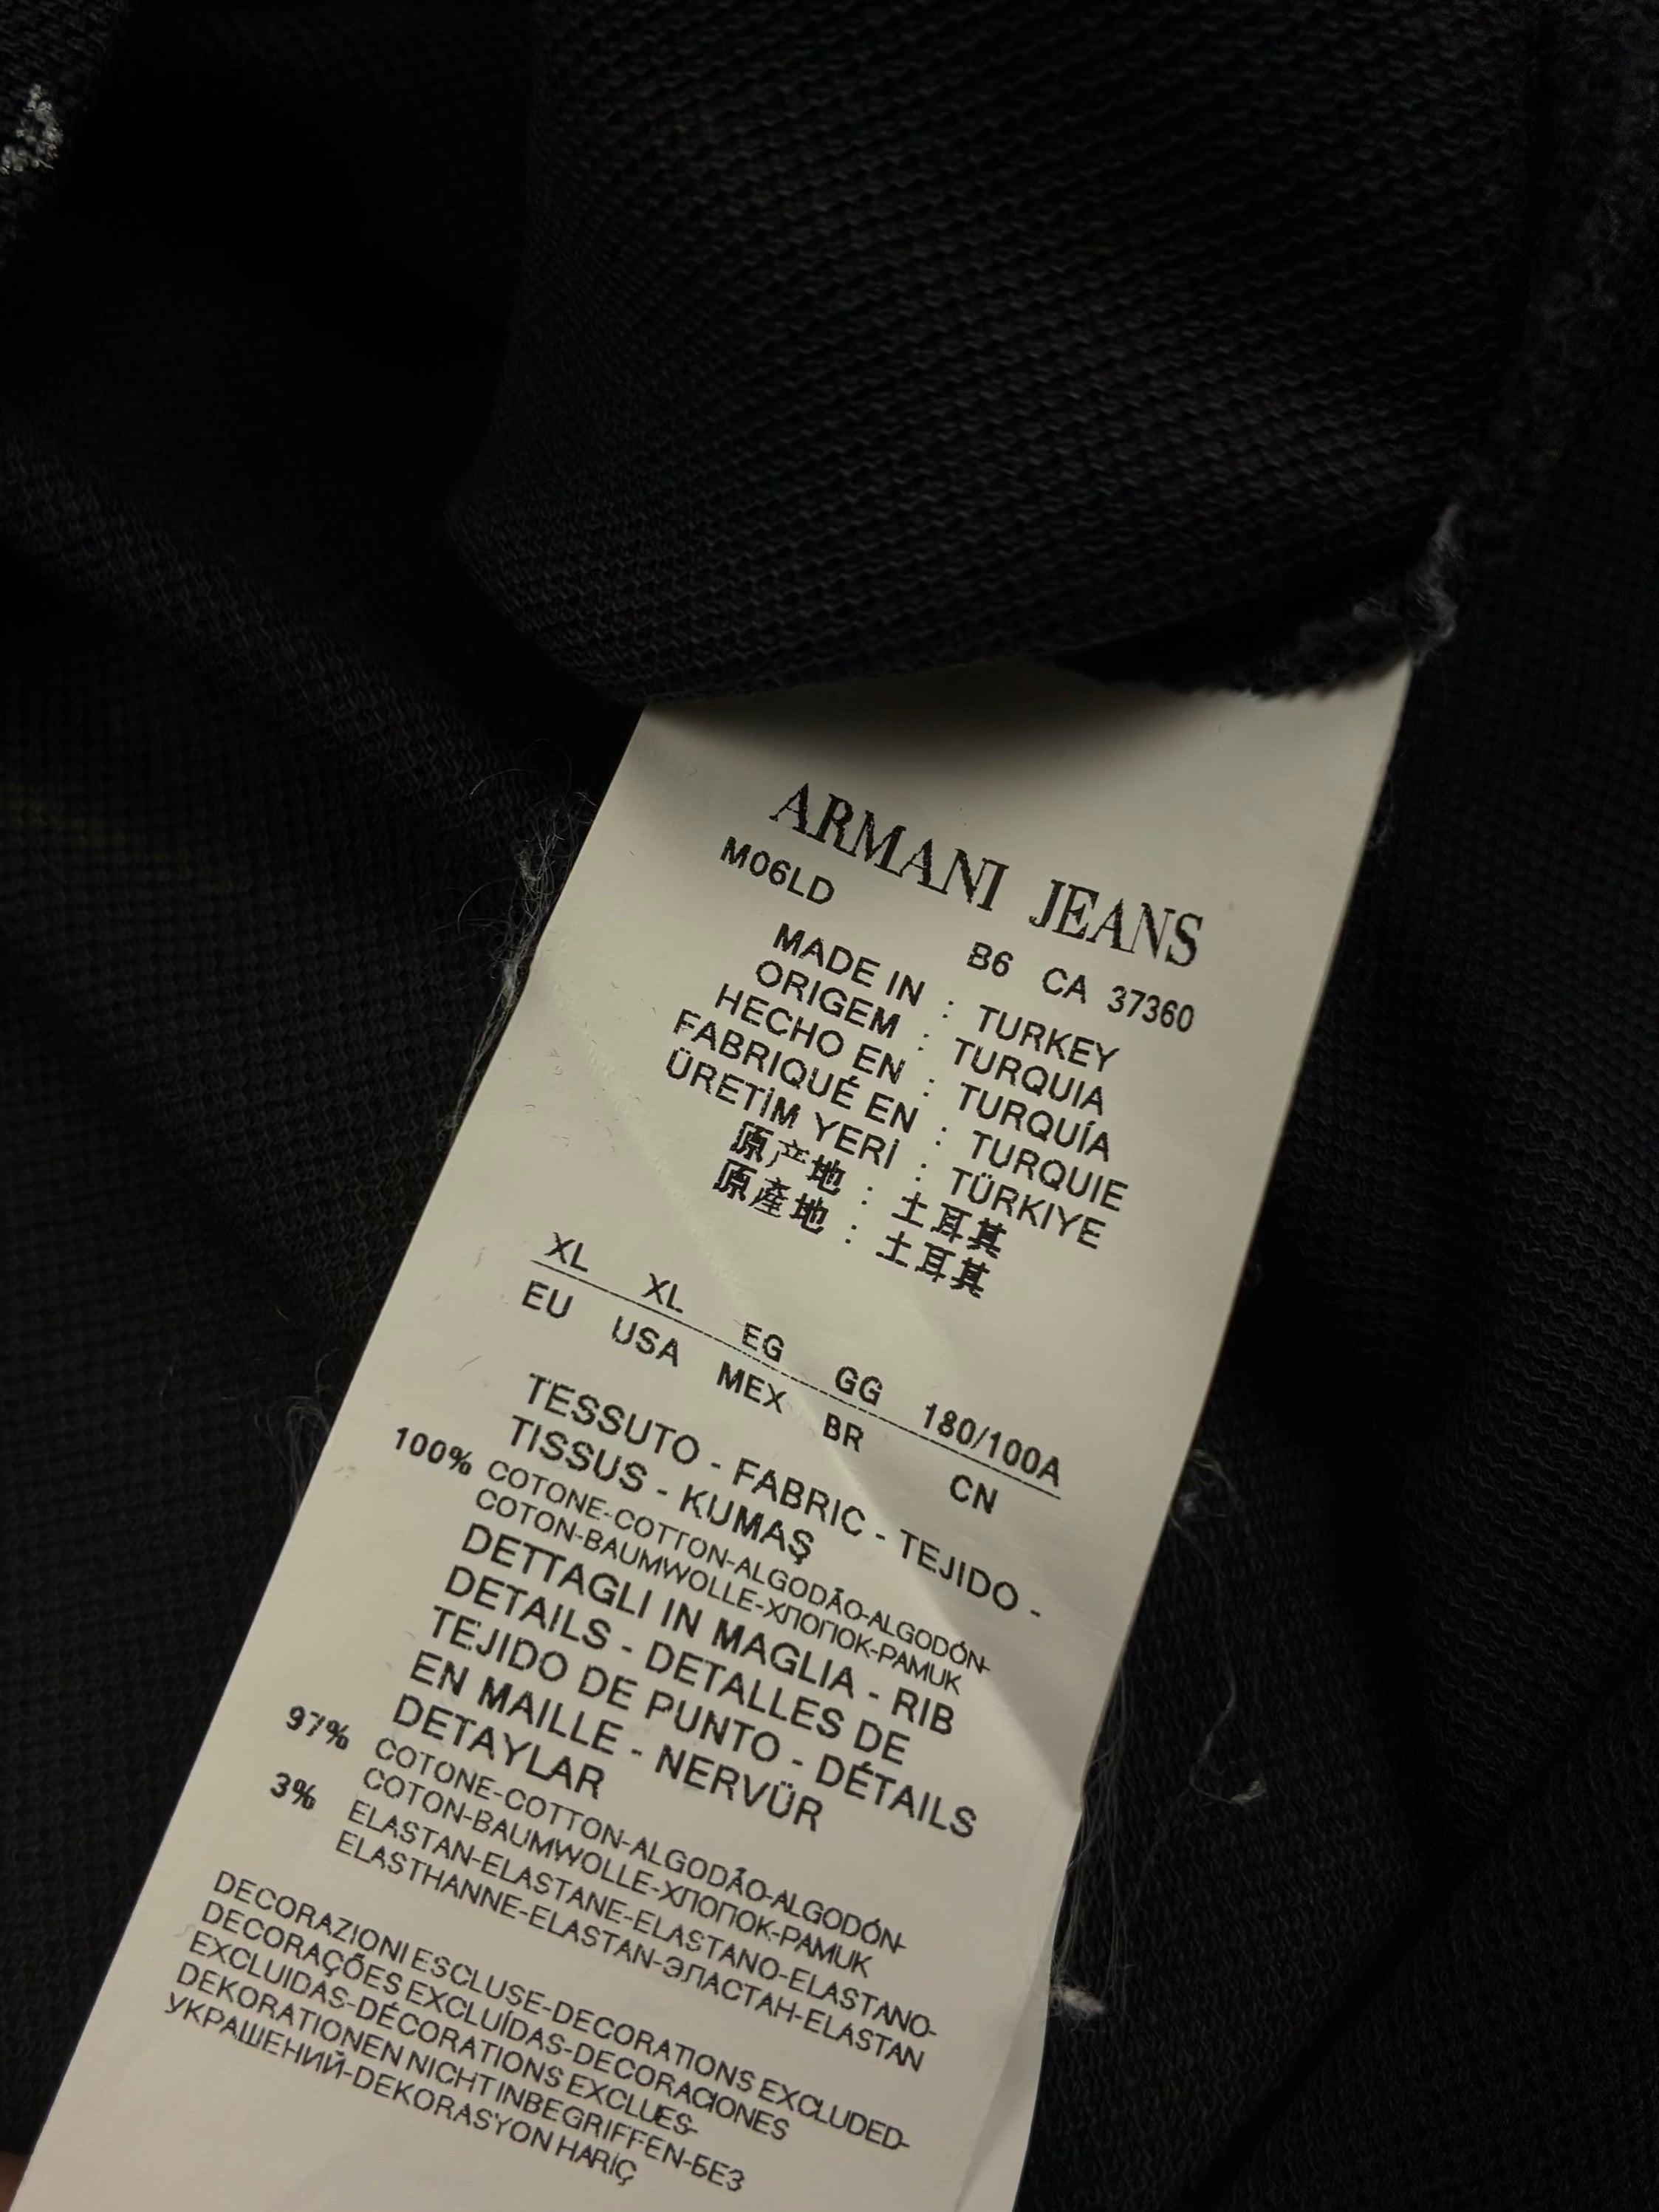 ARMANI JEANS
M06LD B6 CA 37360
MADE IN : TURKEY
ORIGEM : TURQUIA
HECHO EN : TURQUÍA
FABRIQUÉ EN : TURQUIE
ÜRETİM YERİ : TÜRKIYE
原产地 : 土耳其
原產地 : 土耳其
XL XL EG GG 180/100A
EU USA MEX BR CN
TESSUTO - FABRIC - TEJIDO -
TISSUS - KUMAŞ
100% COTONE-COTTON-ALGODÃO-ALGODÓN-
COTON-BAUMWOLLE-ХЛОПОК-PAMUK
DETTAGLI IN MAGLIA - RIB
DETAILS - DETALLES DE
TEJIDO DE PUNTO - DÉTAILS
EN MAILLE - NERVÜR
DETAYLAR
97% COTONE-COTTON-ALGODÃO-ALGODÓN-
COTON-BAUMWOLLE-ХЛОПОК-PAMUK
3% ELASTAN-ELASTANE-ELASTANO-ELASTANO-
ELASTHANNE-ELASTAN-ЭЛАСТАН-ELASTAN
DECORAZIONI ESCLUSE-DECORATIONS EXCLUDED-
DECORAÇÕES EXCLUÍDAS-DECORACIONES
EXCLUIDAS-DÉCORATIONS EXCLUES-
DEKORATIONEN NICHT INBEGRIFFEN-БЕЗ
УКРАШЕНИЙ-DEKORASYON HARİÇ